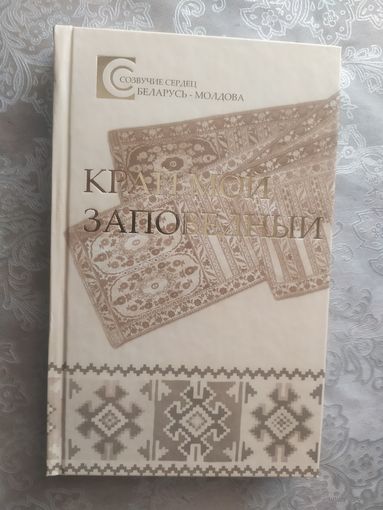 СОЗВУЧИЕ СЕРДЕЦ
БЕЛАРУСЬ - МОЛДОВА
КРАЙ МОЙ
ЗАПОВЕДНЫЙ